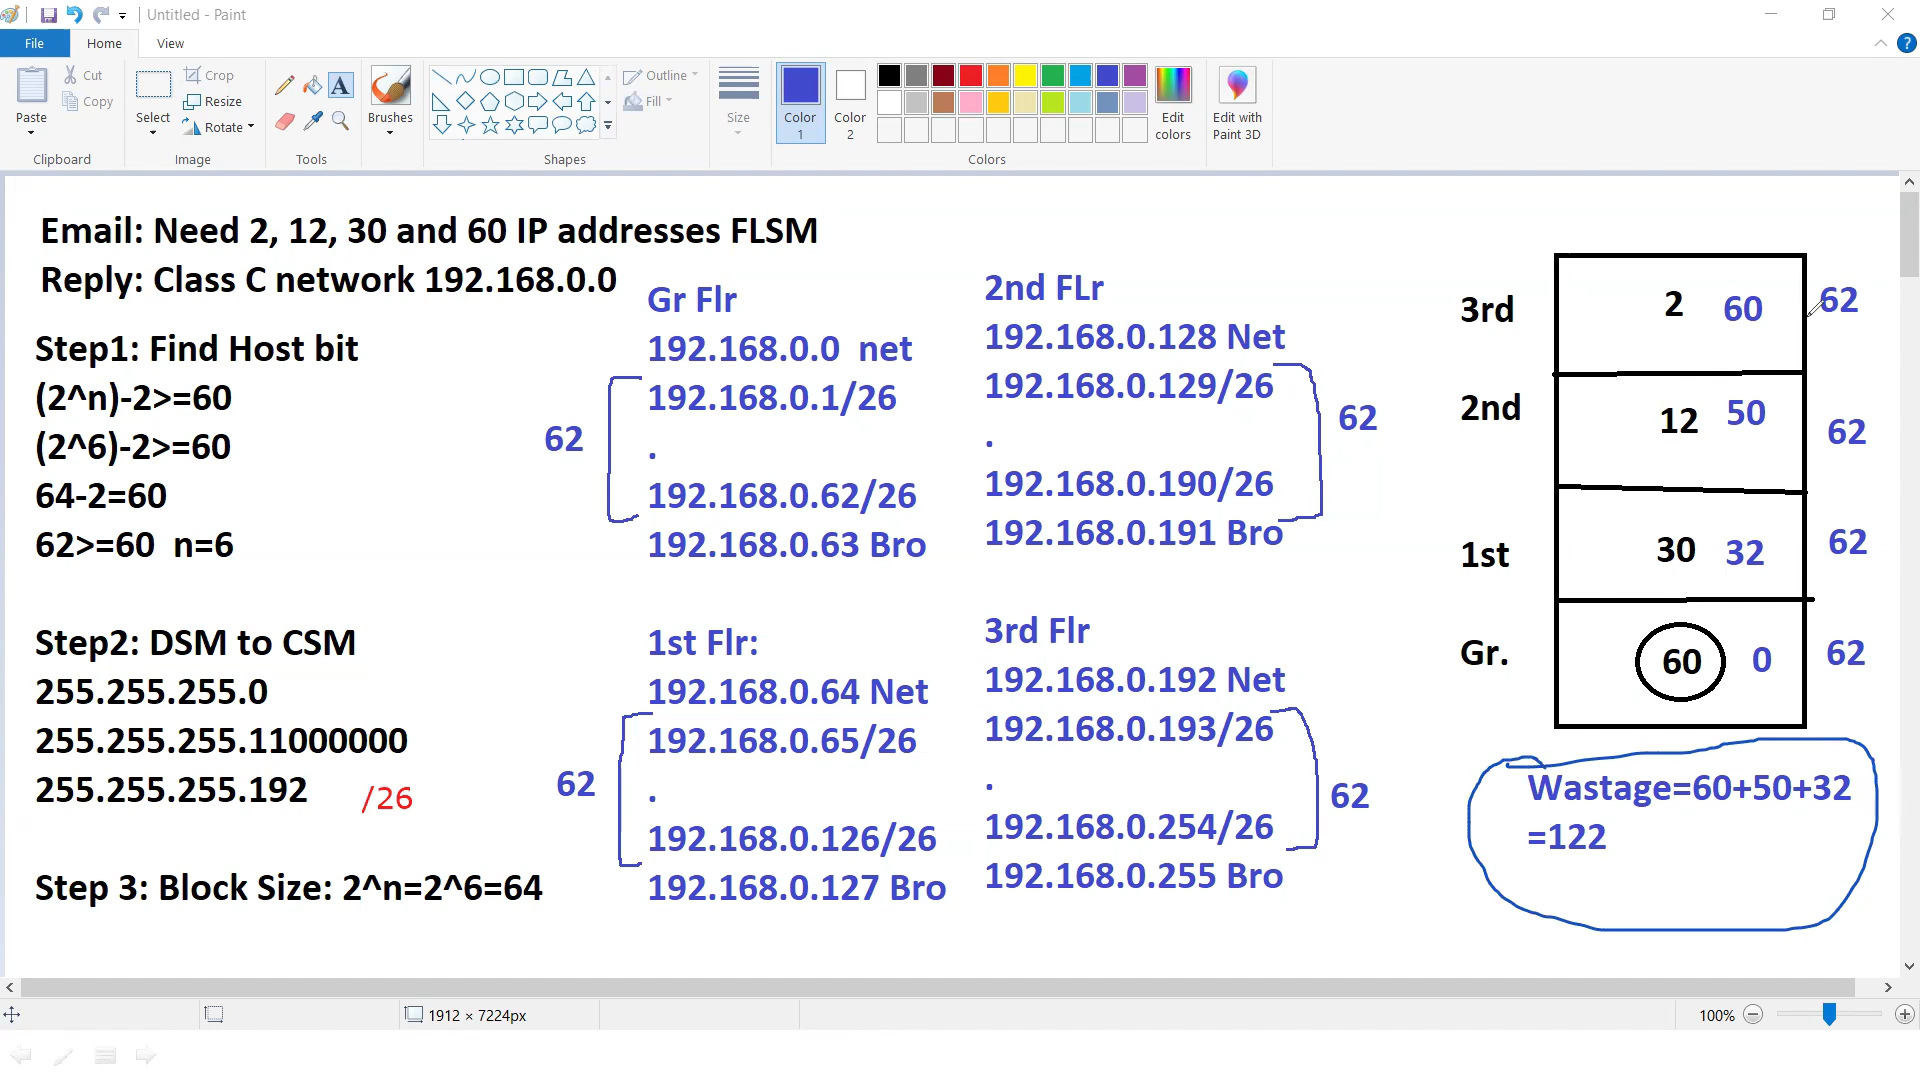 Untitled - Paint
File
Home
View
Paste
Cut
Copy
Clipboard
Select
Crop
Resize
Rotate
Image
A
Tools
Brushes
Outline
Fill
Shapes
Size
Color
1
Color
2
Edit
colors
Edit with
Paint 3D
Colors
?
Email: Need 2, 12, 30 and 60 IP addresses FLSM
Reply: Class C network 192.168.0.0
Step1: Find Host bit
(2^n)-2>=60
(2^6)-2>=60
64-2=60
62>=60 n=6
Step2: DSM to CSM
255.255.255.0
255.255.255.11000000
255.255.255.192 /26
Step 3: Block Size: 2^n=2^6=64
Gr Flr
192.168.0.0 net
192.168.0.1/26
.
192.168.0.62/26
192.168.0.63 Bro
62
1st Flr:
192.168.0.64 Net
192.168.0.65/26
.
192.168.0.126/26
192.168.0.127 Bro
62
2nd FLr
192.168.0.128 Net
192.168.0.129/26
.
192.168.0.190/26
192.168.0.191 Bro
62
3rd Flr
192.168.0.192 Net
192.168.0.193/26
.
192.168.0.254/26
192.168.0.255 Bro
62
3rd 2 60 62
2nd 12 50 62
1st 30 32 62
Gr. 60 0 62
Wastage=60+50+32
=122
1912 × 7224px
100%